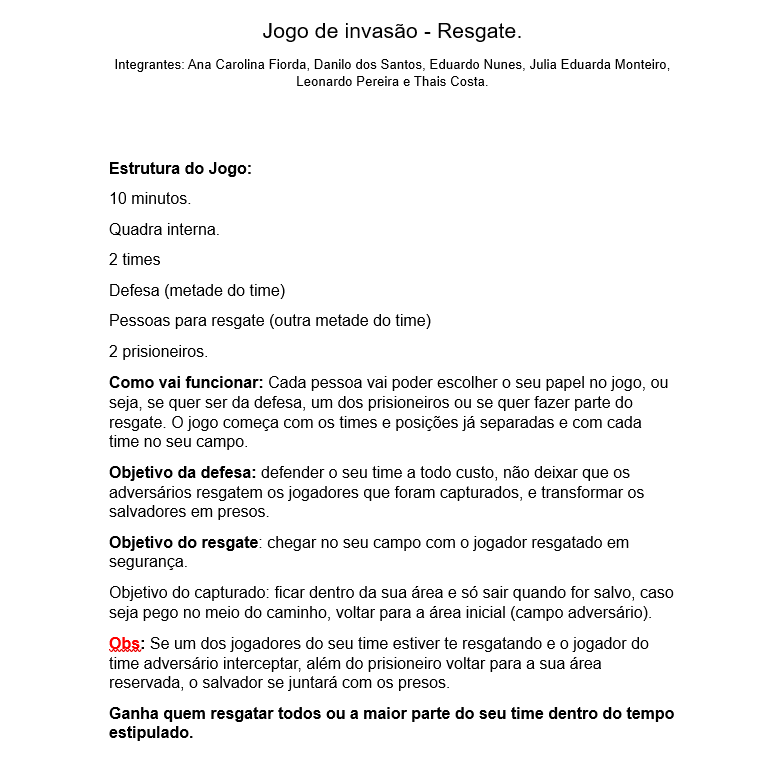 Jogo de invasão - Resgate.
Integrantes: Ana Carolina Fiorda, Danilo dos Santos, Eduardo Nunes, Julia Eduarda Monteiro,
Leonardo Pereira e Thais Costa.
Estrutura do Jogo:
10 minutos.
Quadra interna.
2 times
Defesa (metade do time)
Pessoas para resgate (outra metade do time)
2 prisioneiros.
Como vai funcionar: Cada pessoa vai poder escolher o seu papel no jogo, ou
seja, se quer ser da defesa, um dos prisioneiros ou se quer fazer parte do
resgate. O jogo começa com os times e posições já separadas e com cada
time no seu campo.
Objetivo da defesa: defender o seu time a todo custo, não deixar que os
adversários resgatem os jogadores que foram capturados, e transformar os
salvadores em presos.
Objetivo do resgate: chegar no seu campo com o jogador resgatado em
segurança.
Objetivo do capturado: ficar dentro da sua área e só sair quando for salvo, caso
seja pego no meio do caminho, voltar para a área inicial (campo adversário).
Obs: Se um dos jogadores do seu time estiver te resgatando e o jogador do
time adversário interceptar, além do prisioneiro voltar para a sua área
reservada, o salvador se juntará com os presos.
Ganha quem resgatar todos ou a maior parte do seu time dentro do tempo
estipulado.